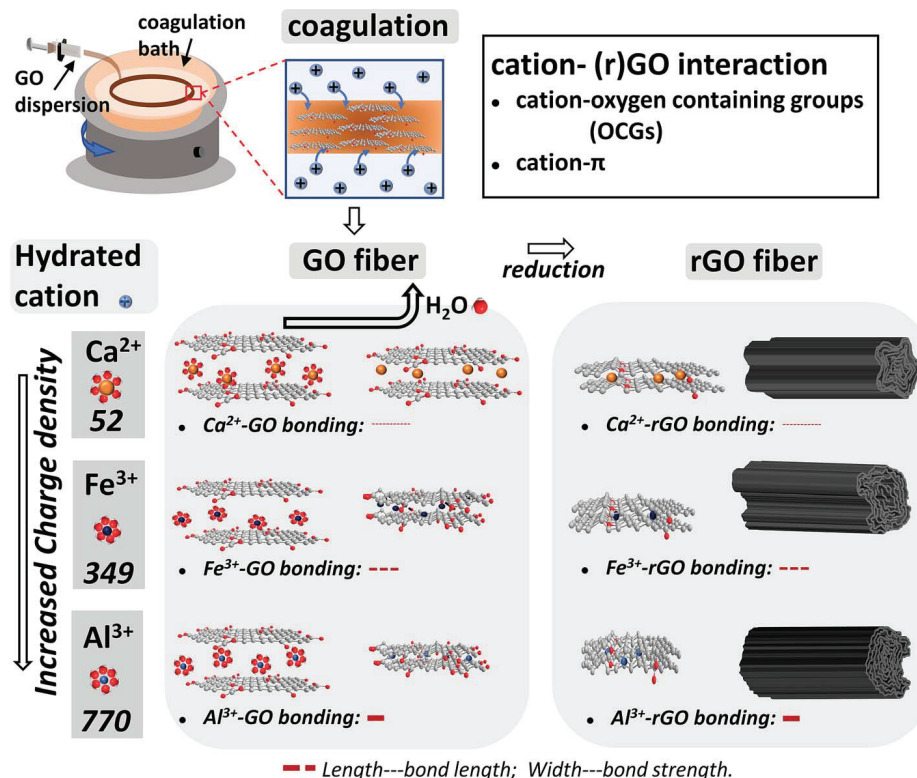 coagulation
bath
GO
dispersion
coagulation
cation- (r)GO interaction
• cation-oxygen containing groups
(OCGs)
• cation-π
Hydrated
cation
GO fiber
reduction
rGO fiber
H₂O
Increased Charge density
Ca²⁺
52
• Ca²⁺-GO bonding:
• Ca²⁺-rGO bonding:
Fe³⁺
349
• Fe³⁺-GO bonding:
• Fe³⁺-rGO bonding:
Al³⁺
770
• Al³⁺-GO bonding:
• Al³⁺-rGO bonding:
Length---bond length; Width---bond strength.